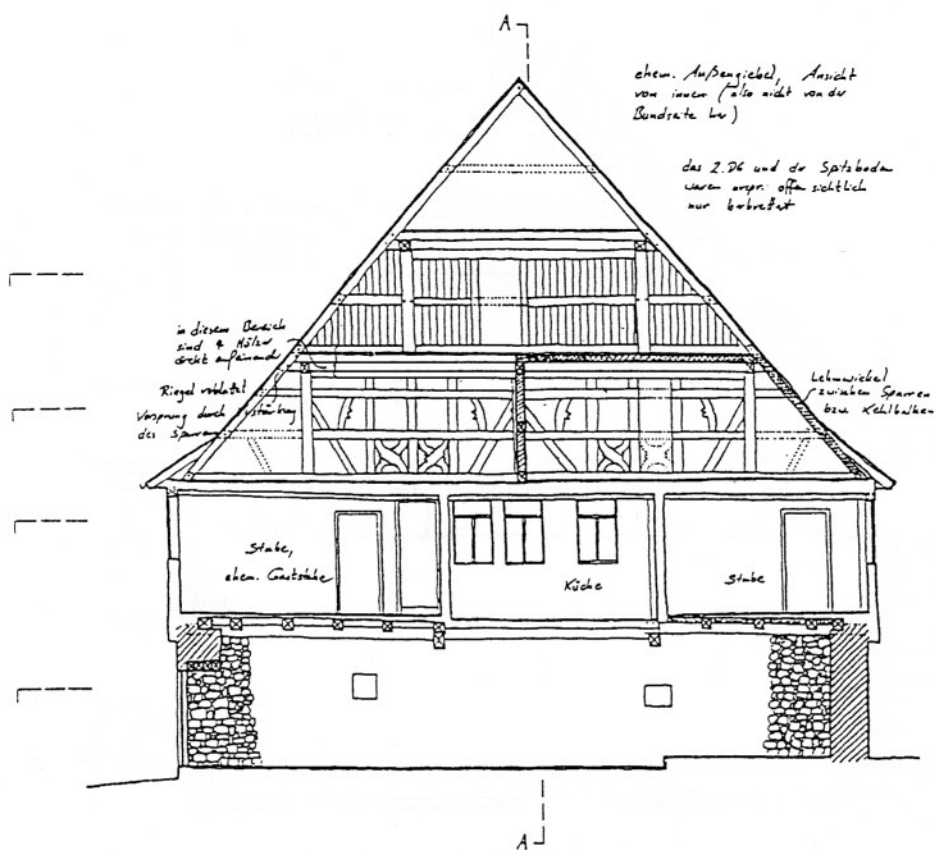 A
ehem. Außengiebel, Ansicht
von innen (also nicht von der
Bundseite her)
das 2. DG und der Spitzboden
waren urspr. offensichtlich
nur bebrettert
in diesem Bereich
sind 4 Hölzer
direkt aufeinander
Riegel verblattet
Vorsprung durch
des Sparren
Lehmwickel
zwischen Sparren
bzw. Kehlbalken
Stube,
ehem. Gaststube
Küche
Stube
A